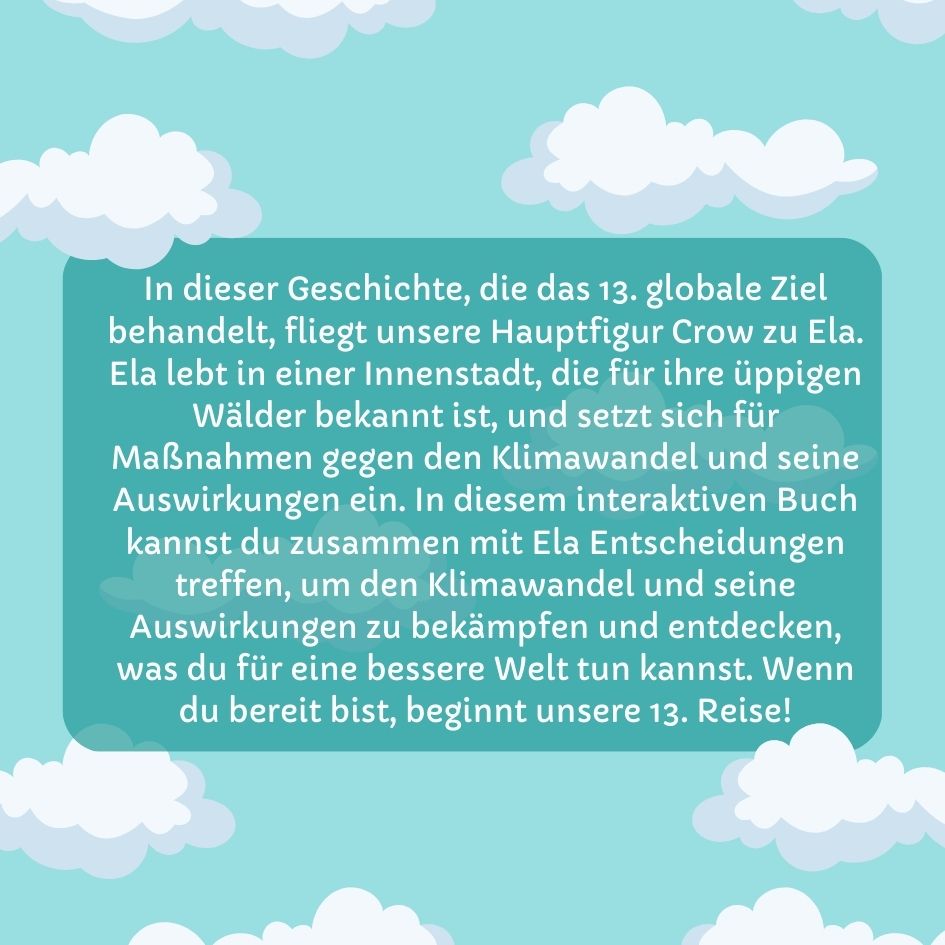 In dieser Geschichte, die das 13. globale Ziel
behandelt, fliegt unsere Hauptfigur Crow zu Ela.
Ela lebt in einer Innenstadt, die für ihre üppigen
Wälder bekannt ist, und setzt sich für
Maßnahmen gegen den Klimawandel und seine
Auswirkungen ein. In diesem interaktiven Buch
kannst du zusammen mit Ela Entscheidungen
treffen, um den Klimawandel und seine
Auswirkungen zu bekämpfen und entdecken,
was du für eine bessere Welt tun kannst. Wenn
du bereit bist, beginnt unsere 13. Reise!